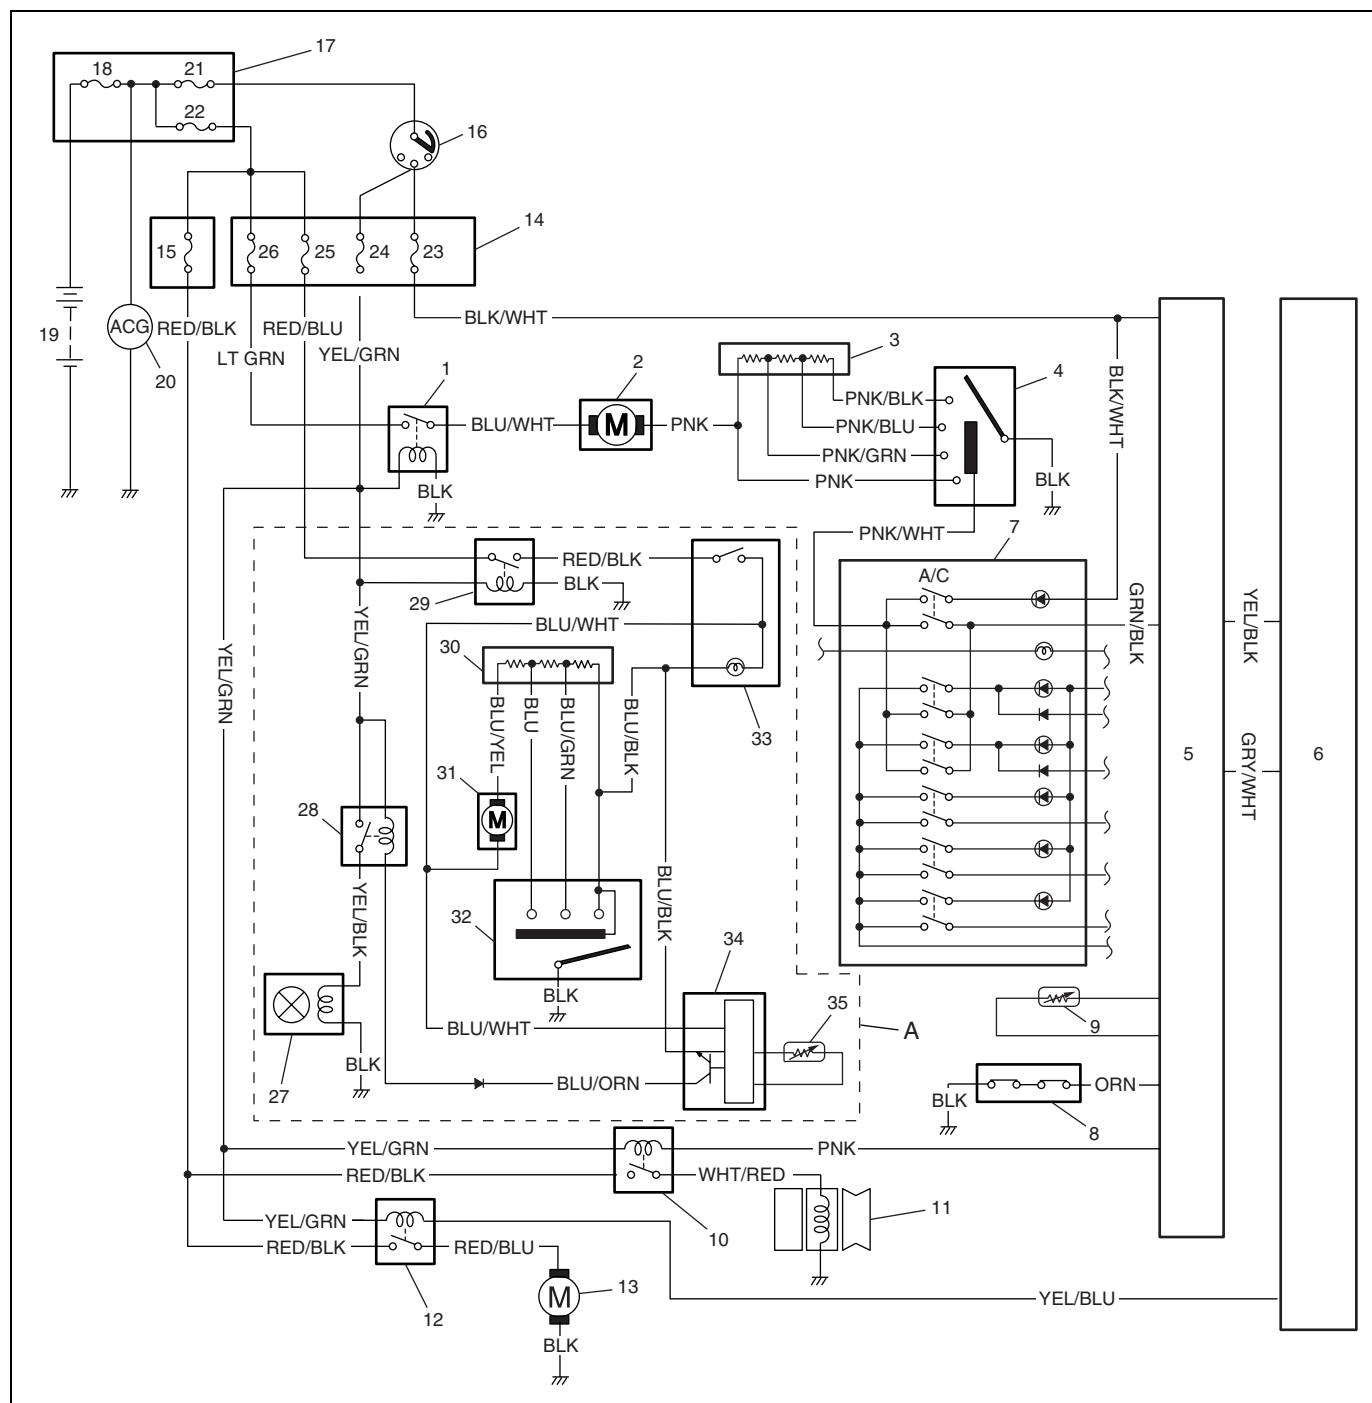 17
18
21
22
16
14
15
26
25
24
23
19
ACG
20
RED/BLK
RED/BLU
LT GRN
YEL/GRN
BLK/WHT
1
2
3
4
BLU/WHT
M
PNK
PNK/BLK
PNK/BLU
PNK/GRN
PNK
BLK
BLK
BLK/WHT
PNK/WHT
7
A/C
GRN/BLK
YEL/BLK
GRY/WHT
5
6
29
RED/BLK
BLK
BLU/WHT
30
33
YEL/GRN
YEL/GRN
BLU/YEL
BLU
BLU/GRN
BLU/BLK
31
M
28
YEL/BLK
32
BLK
BLU/BLK
34
35
A
27
BLK
BLU/WHT
BLU/ORN
9
BLK
ORN
8
YEL/GRN
PNK
RED/BLK
WHT/RED
10
11
YEL/GRN
RED/BLK
RED/BLU
12
M
13
BLK
YEL/BLU